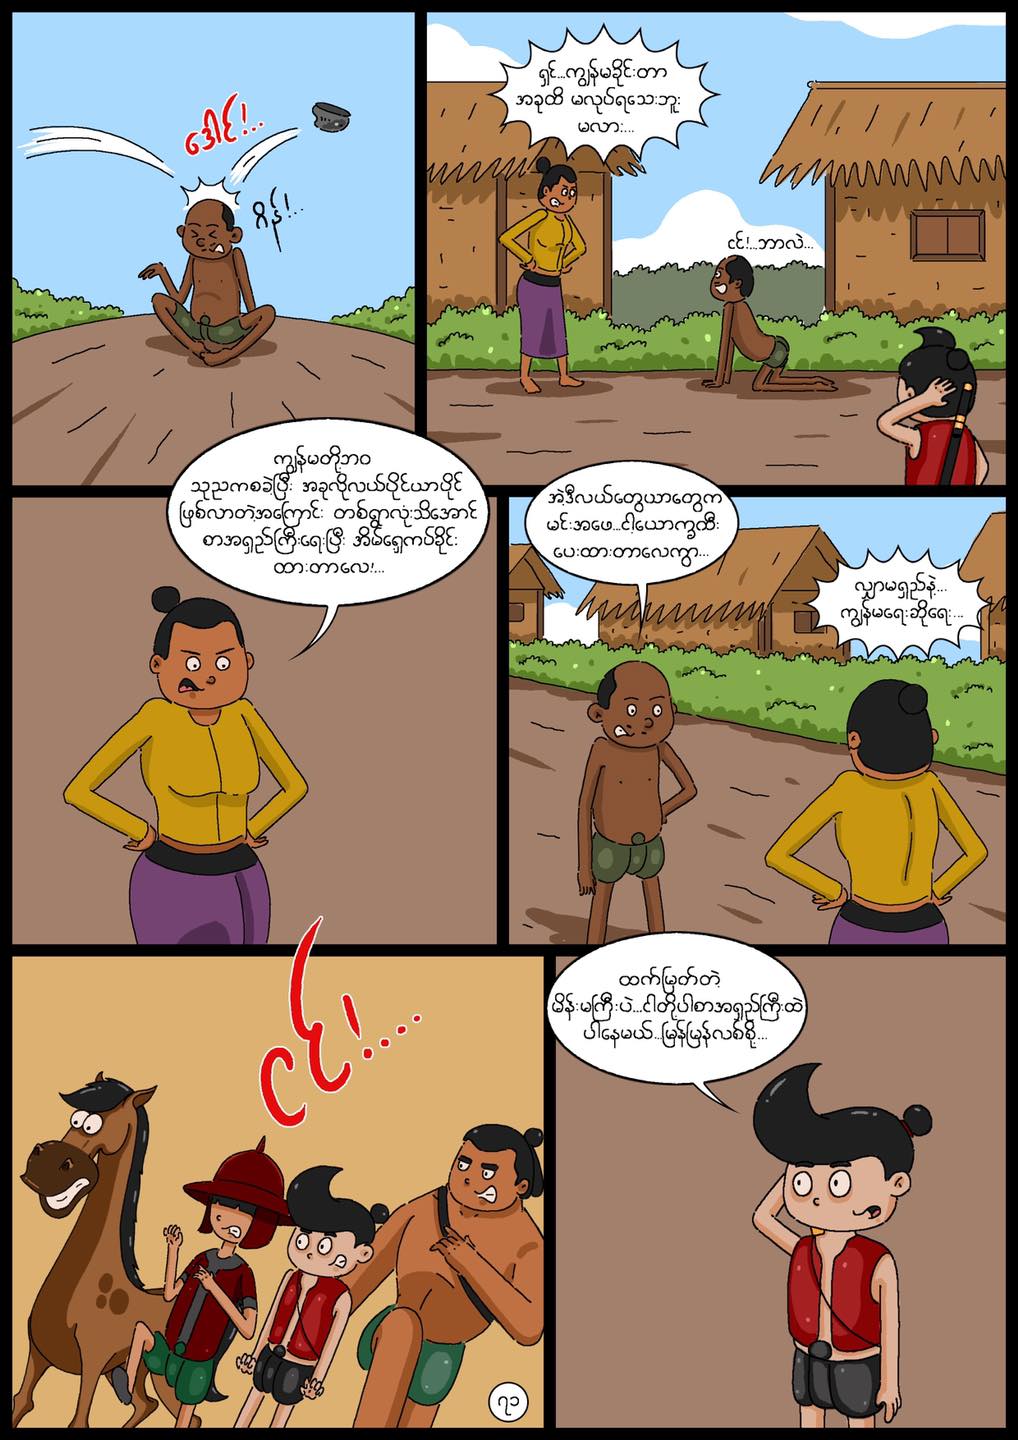 ဒေါင်!...
ဂွိန်!...
ရှင်...ကျွန်မခိုင်းတာ
အခုထိ မလုပ်ရသေးဘူး
မလား...
ငင်!...ဘာလဲ...
ကျွန်မတို့ဘဝ
သုညကစခဲ့ပြီး အခုလိုလယ်ပိုင်ယာပိုင်
ဖြစ်လာတဲ့အကြောင်း တစ်ရွာလုံးသိအောင်
စာအရှည်ကြီးရေးပြီး အိမ်ရှေ့ကပ်ခိုင်း
ထားတာလေ!...
အဲ့ဒီလယ်တွေယာတွေက
မင်းအဖေ...ငါ့ယောက္ခထီး
ပေးထားတာလေကွာ...
လျှာမရှည်နဲ့...
ကျွန်မရေးဆိုရေး...
ငင်!...
ထက်မြတ်တဲ့
မိန်းမကြီးပဲ...ငါတို့ပါစာအရှည်ကြီးထဲ
ပါနေမယ်...မြန်မြန်လစ်စို့...
၇၁